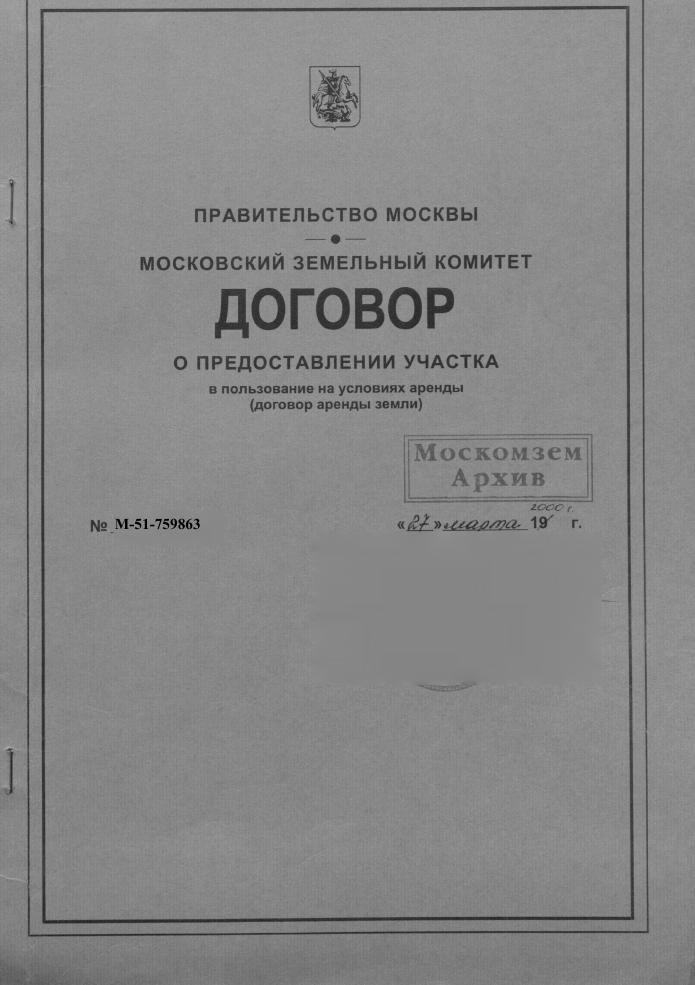 ПРАВИТЕЛЬСТВО МОСКВЫ
МОСКОВСКИЙ ЗЕМЕЛЬНЫЙ КОМИТЕТ
ДОГОВОР
О ПРЕДОСТАВЛЕНИИ УЧАСТКА
в пользование на условиях аренды
(договор аренды земли)
Москомзем
Архив
2000 г.
№ М-51-759863 «27» марта 19 г.